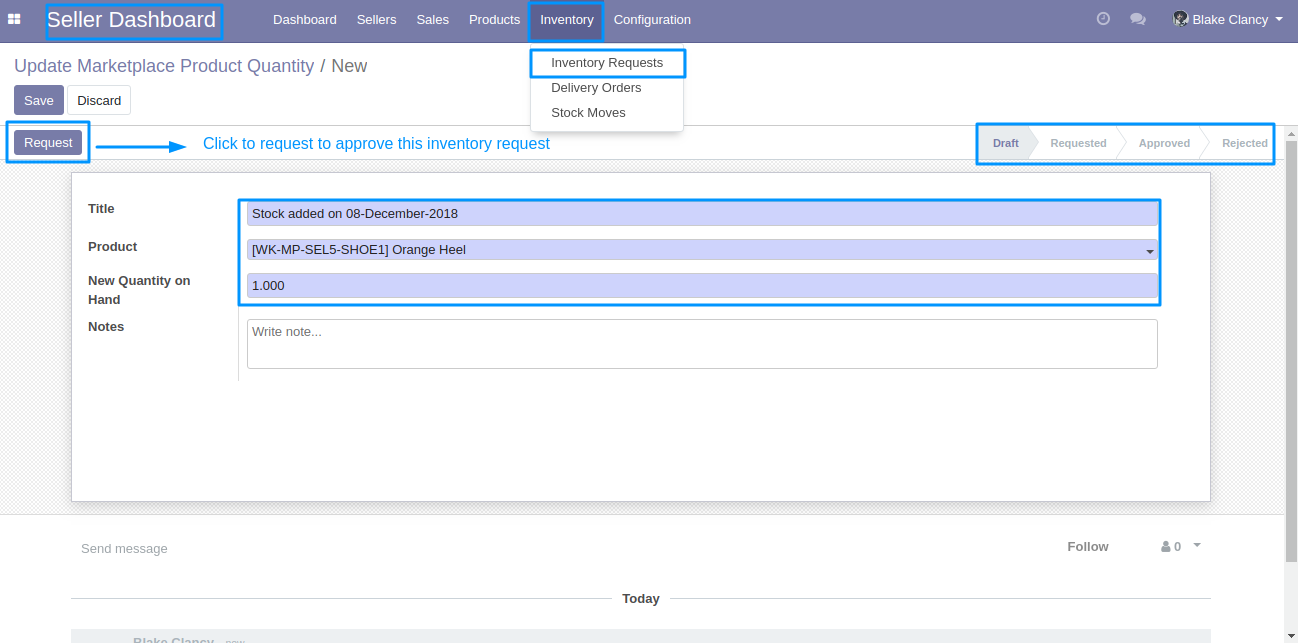 Seller Dashboard Dashboard Sellers Sales Products Inventory Configuration Blake Clancy
Update Marketplace Product Quantity / New
Inventory Requests
Delivery Orders
Stock Moves
Save Discard
Request Click to request to approve this inventory request Draft Requested Approved Rejected
Title Stock added on 08-December-2018
Product [WK-MP-SEL5-SHOE1] Orange Heel
New Quantity on
Hand
1.000
Notes Write note...
Send message Follow 0
Today
Blake Clancy